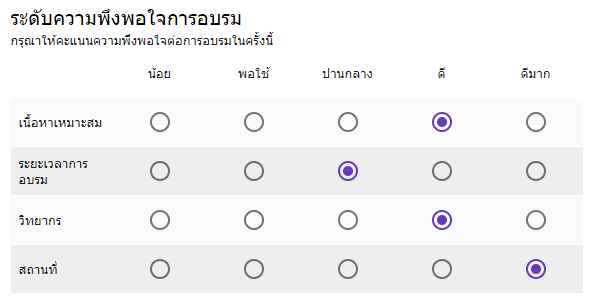 ระดับความพึงพอใจการอบรม
กรุณาให้คะแนนความพึงพอใจต่อการอบรมในครั้งนี้
น้อย พอใช้ ปานกลาง ดี ดีมาก
เนื้อหาเหมาะสม
ระยะเวลาการ
อบรม
วิทยากร
สถานที่